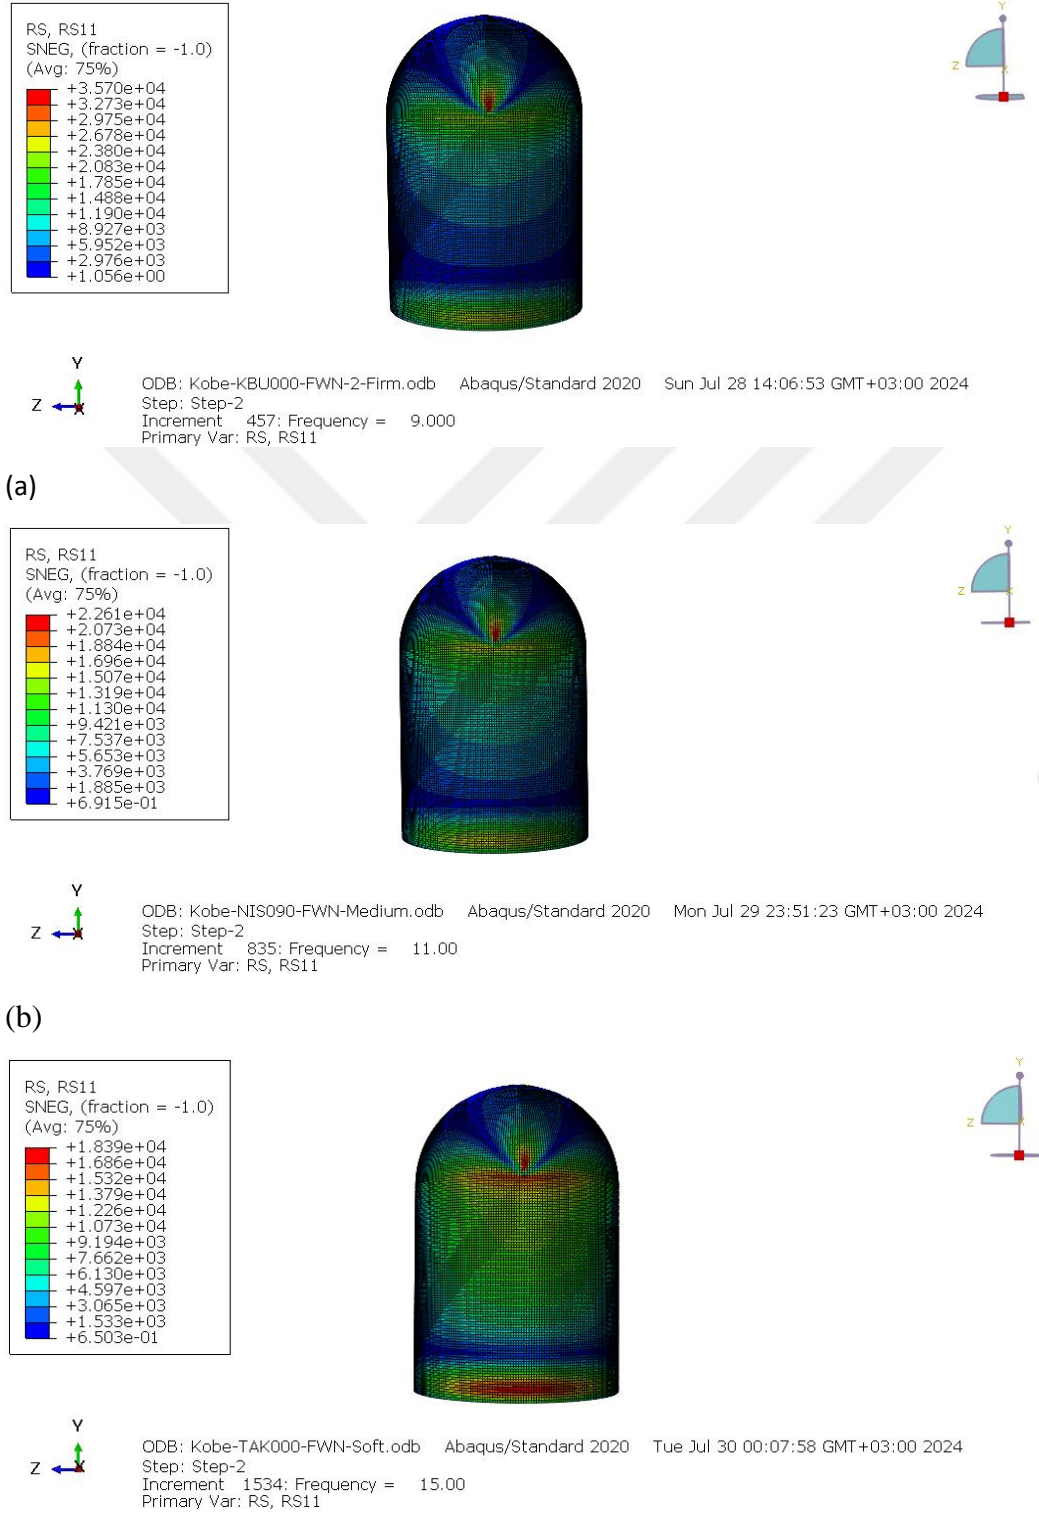 RS, RS11
SNEG, (fraction = -1.0)
(Avg: 75%)
+3.570e+04
+3.273e+04
+2.975e+04
+2.678e+04
+2.380e+04
+2.083e+04
+1.785e+04
+1.488e+04
+1.190e+04
+8.927e+03
+5.952e+03
+2.976e+03
+1.056e+00
Y
Z
X
Y
Z
X
ODB: Kobe-KBU000-FWN-2-Firm.odb Abaqus/Standard 2020 Sun Jul 28 14:06:53 GMT+03:00 2024
Step: Step-2
Increment 457: Frequency = 9.000
Primary Var: RS, RS11
(a)
RS, RS11
SNEG, (fraction = -1.0)
(Avg: 75%)
+2.261e+04
+2.073e+04
+1.884e+04
+1.696e+04
+1.507e+04
+1.319e+04
+1.130e+04
+9.421e+03
+7.537e+03
+5.653e+03
+3.769e+03
+1.885e+03
+6.915e-01
Y
Z
X
Y
Z
X
ODB: Kobe-NIS090-FWN-Medium.odb Abaqus/Standard 2020 Mon Jul 29 23:51:23 GMT+03:00 2024
Step: Step-2
Increment 835: Frequency = 11.00
Primary Var: RS, RS11
(b)
RS, RS11
SNEG, (fraction = -1.0)
(Avg: 75%)
+1.839e+04
+1.686e+04
+1.532e+04
+1.379e+04
+1.226e+04
+1.073e+04
+9.194e+03
+7.662e+03
+6.130e+03
+4.597e+03
+3.065e+03
+1.533e+03
+6.503e-01
Y
Z
X
Y
Z
X
ODB: Kobe-TAK000-FWN-Soft.odb Abaqus/Standard 2020 Tue Jul 30 00:07:58 GMT+03:00 2024
Step: Step-2
Increment 1534: Frequency = 15.00
Primary Var: RS, RS11